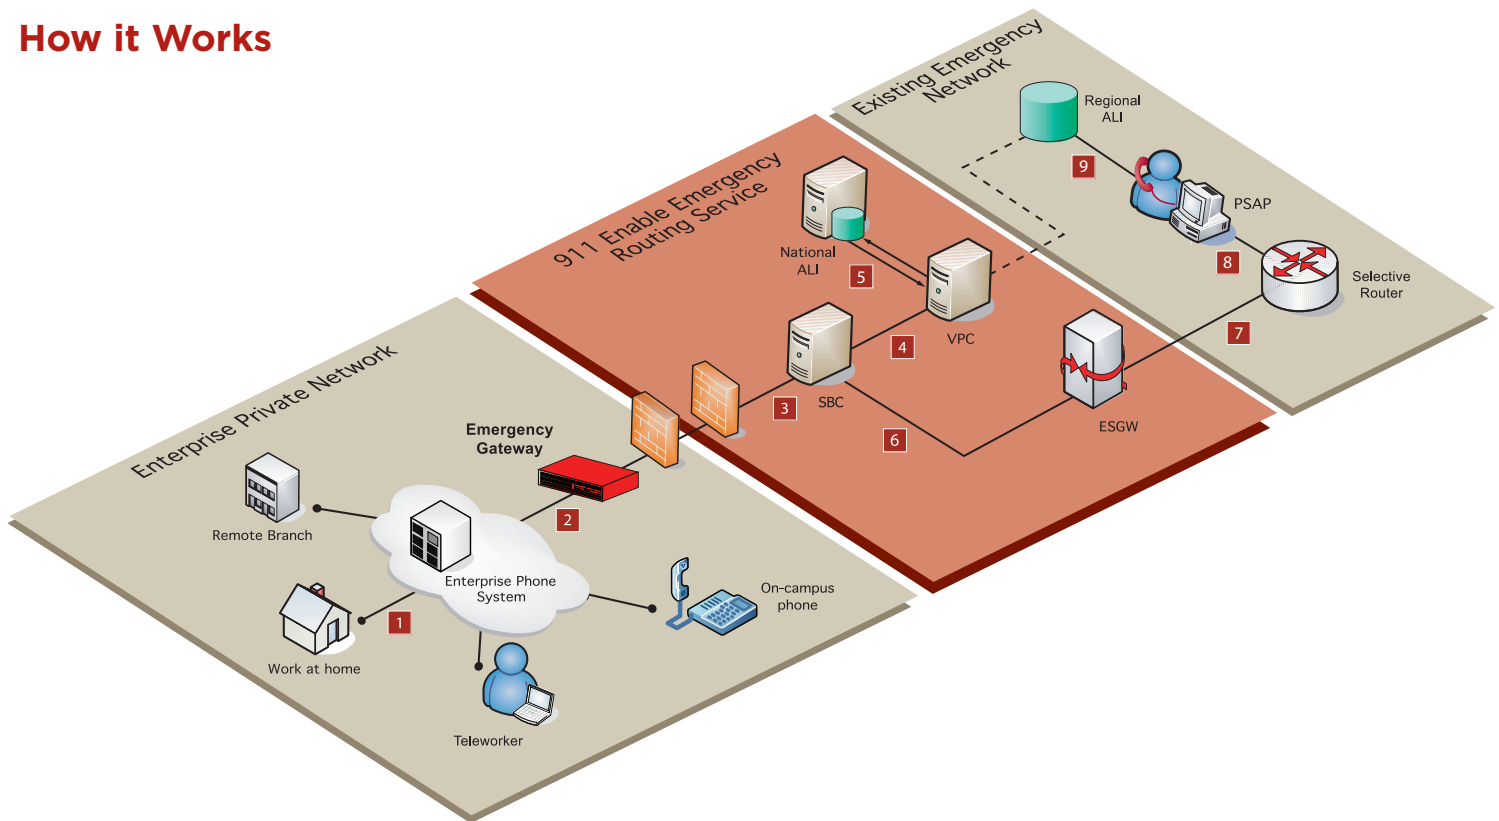 How it Works
Existing Emergency
Network
Regional
ALI
9
PSAP
8
Selective
Router
7
911 Enable Emergency
Routing Service
National
ALI
5
VPC
4
SBC
3
6
ESGW
Enterprise Private Network
Emergency
Gateway
2
Remote Branch
Enterprise Phone
System
On-campus
phone
1
Work at home
Teleworker